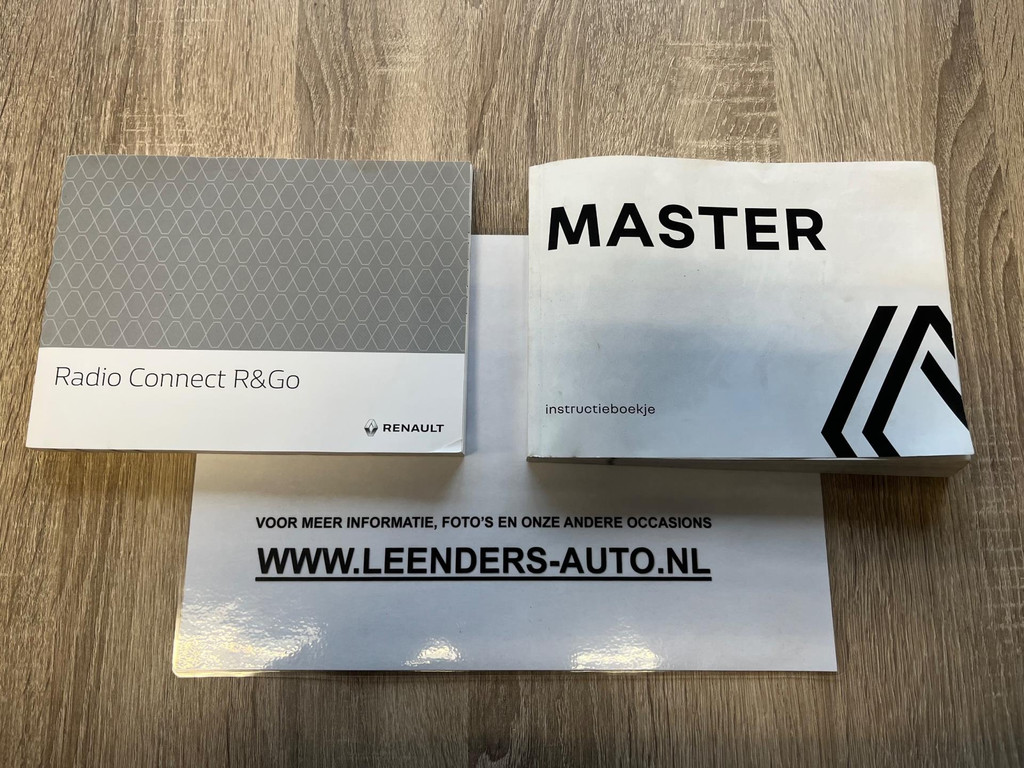 Radio Connect R&Go
RENAULT
MASTER
instructieboekje
VOOR MEER INFORMATIE, FOTO'S EN ONZE ANDERE OCCASIONS
WWW.LEENDERS-AUTO.NL